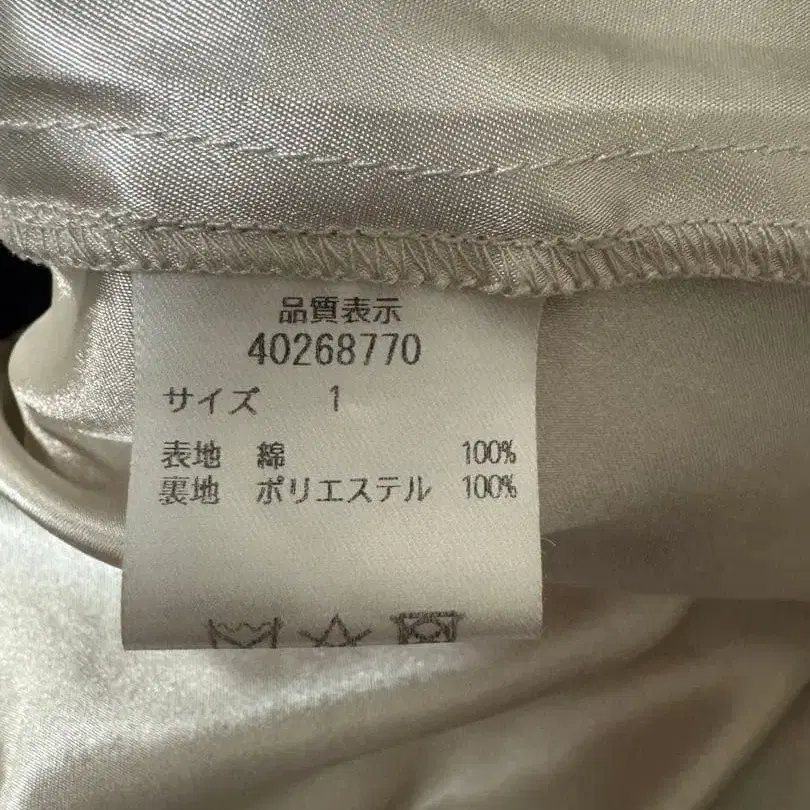 品質表示
40268770
サイズ 1
表地 綿 100%
裏地 ポリエステル 100%